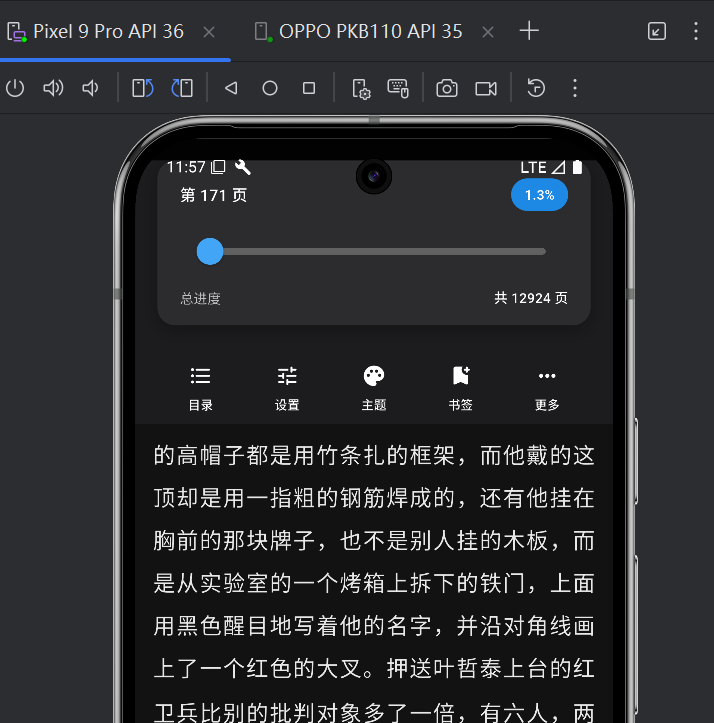 Pixel 9 Pro API 36
OPPO PKB110 API 35
11:57
LTE
第 171 页
1.3%
总进度
共 12924 页
目录
设置
主题
书签
更多
的高帽子都是用竹条扎的框架，而他戴的这
顶却是用一指粗的钢筋焊成的，还有他挂在
胸前的那块牌子，也不是别人挂的木板，而
是从实验室的一个烤箱上拆下的铁门，上面
用黑色醒目地写着他的名字，并沿对角线画
上了一个红色的大叉。押送叶哲泰上台的红
卫兵比别的批判对象多了一倍，有六人，两